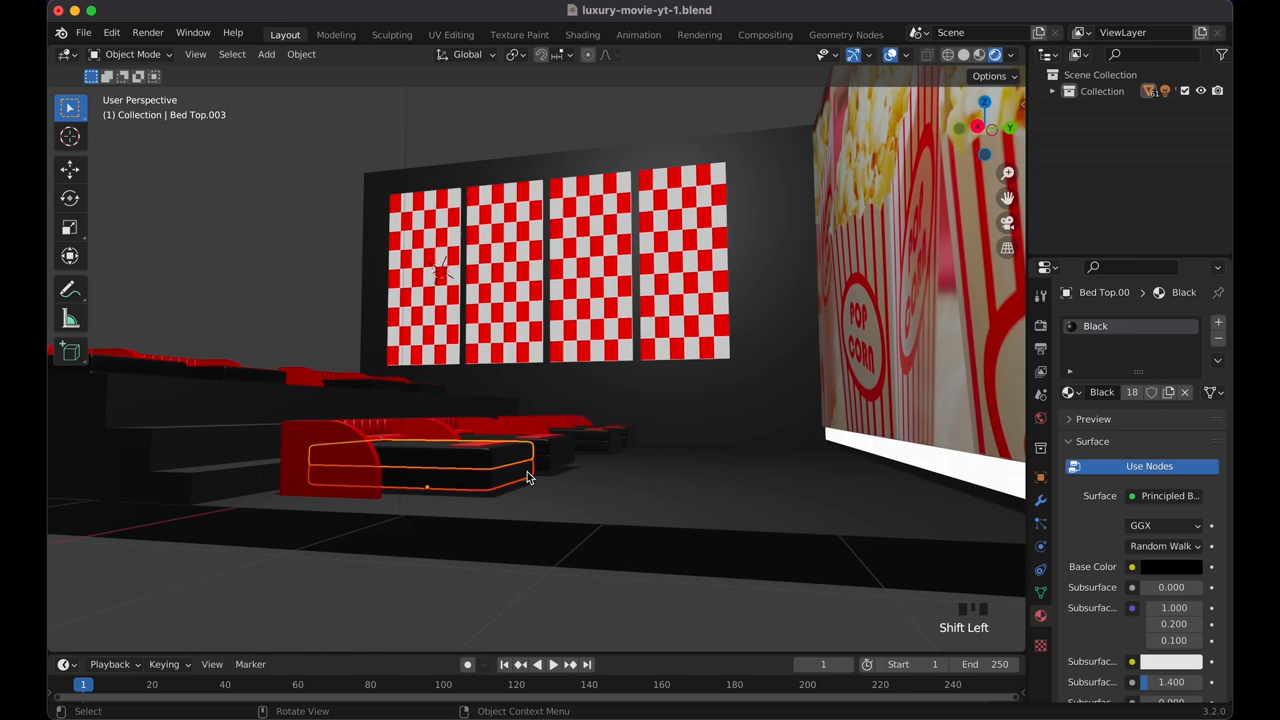 luxury-movie-yt-1.blend
File Edit Render Window Help Layout Modeling Sculpting UV Editing Texture Paint Shading Animation Rendering Compositing Geometry Nodes Scene ViewLayer
Object Mode View Select Add Object Global
Options
User Perspective
(1) Collection | Bed Top.003
Scene Collection
Collection 61
POP
CORN
Bed Top.00 Black
Black
Black 18
Preview
Surface
Use Nodes
Surface Principled B...
GGX
Random Walk
Base Color
Subsurface 0.000
Subsurfac... 1.000
0.200
0.100
Subsurfac...
Subsurfac... 1.400
Shift Left
Playback Keying View Marker 1 Start 1 End 250
1 20 40 60 80 100 120 140 160 180 200 220 240
Select Rotate View Object Context Menu 3.2.0